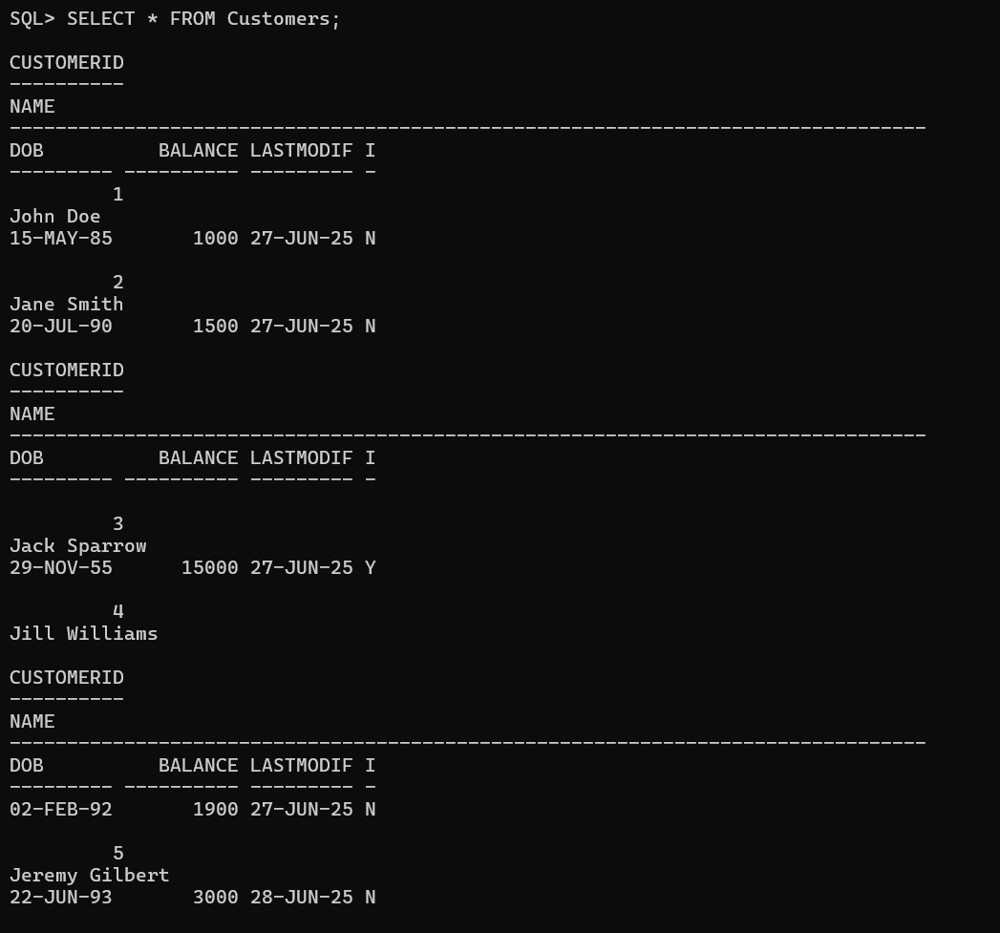 SQL> SELECT * FROM Customers;

CUSTOMERID
----------
NAME
--------------------------------------------------------------------------------
DOB          BALANCE LASTMODIF I
--------- ---------- --------- -
         1
John Doe
15-MAY-85       1000 27-JUN-25 N

         2
Jane Smith
20-JUL-90       1500 27-JUN-25 N

CUSTOMERID
----------
NAME
--------------------------------------------------------------------------------
DOB          BALANCE LASTMODIF I
--------- ---------- --------- -

         3
Jack Sparrow
29-NOV-55      15000 27-JUN-25 Y

         4
Jill Williams

CUSTOMERID
----------
NAME
--------------------------------------------------------------------------------
DOB          BALANCE LASTMODIF I
--------- ---------- --------- -
02-FEB-92       1900 27-JUN-25 N

         5
Jeremy Gilbert
22-JUN-93       3000 28-JUN-25 N